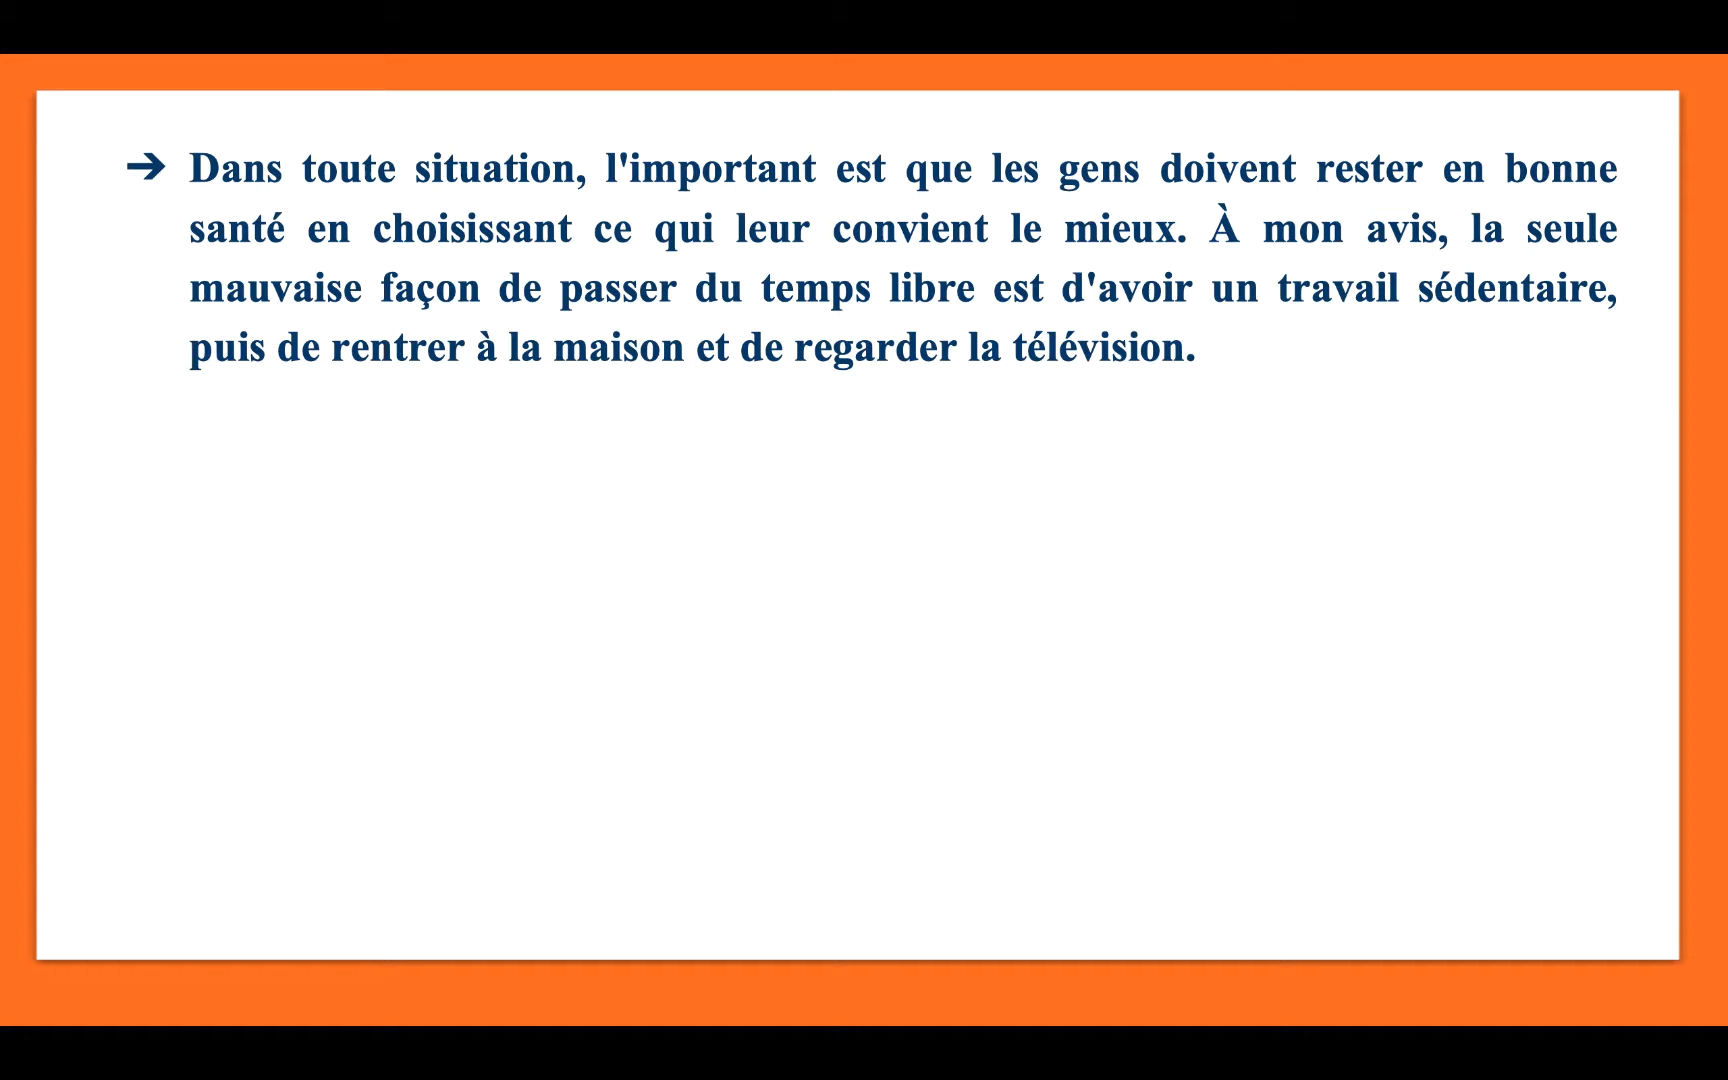 ➔ Dans toute situation, l'important est que les gens doivent rester en bonne
santé en choisissant ce qui leur convient le mieux. À mon avis, la seule
mauvaise façon de passer du temps libre est d'avoir un travail sédentaire,
puis de rentrer à la maison et de regarder la télévision.